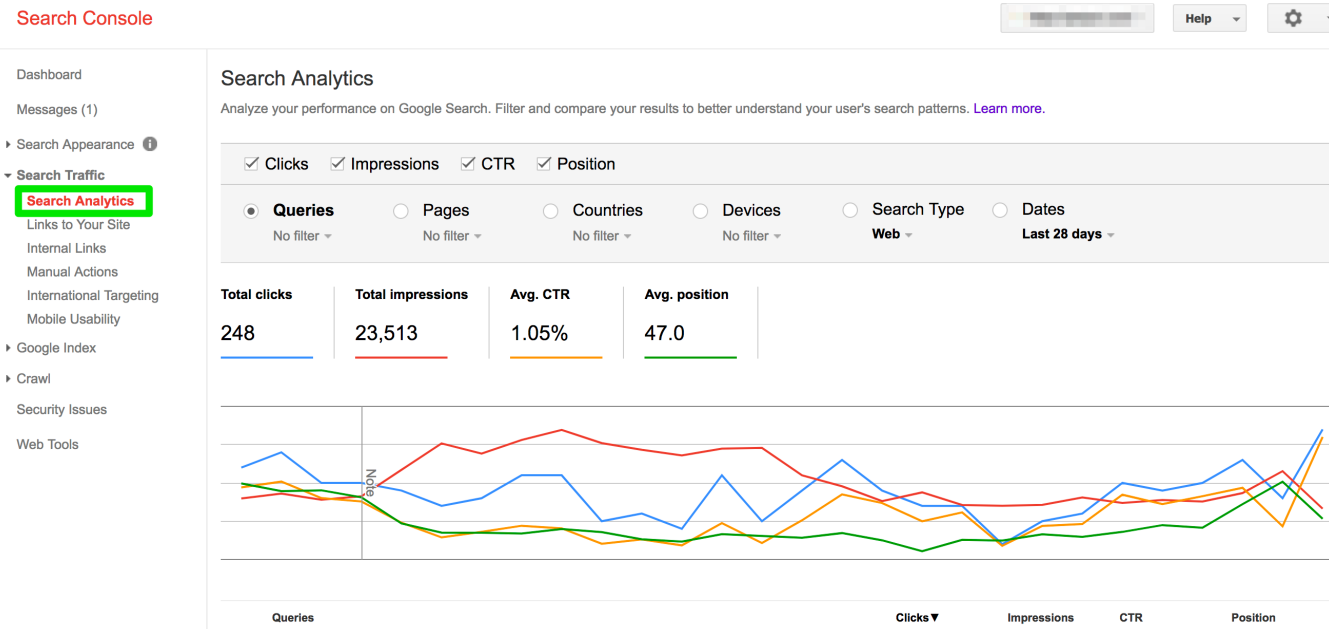 Search Console
Help
Dashboard
Messages (1)
Search Appearance
Search Traffic
Search Analytics
Links to Your Site
Internal Links
Manual Actions
International Targeting
Mobile Usability
Google Index
Crawl
Security Issues
Web Tools
Search Analytics
Analyze your performance on Google Search. Filter and compare your results to better understand your user's search patterns. Learn more.
Clicks Impressions CTR Position
Queries Pages Countries Devices Search Type Dates
No filter No filter No filter No filter Web Last 28 days
Total clicks Total impressions Avg. CTR Avg. position
248 23,513 1.05% 47.0
Note
Queries Clicks▼ Impressions CTR Position